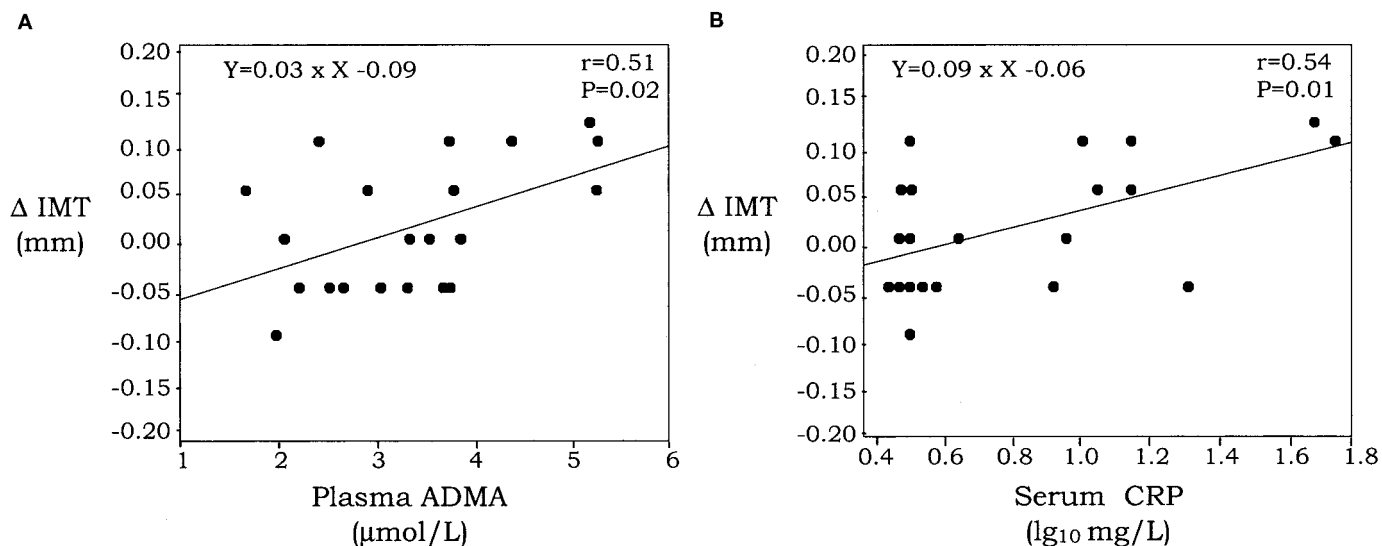 A
0.20
0.15
0.10
0.05
0.00
-0.05
-0.10
-0.15
-0.20
Δ IMT
(mm)
Y=0.03 x X -0.09
r=0.51
P=0.02
1 2 3 4 5 6
Plasma ADMA
(μmol/L)
B
0.20
0.15
0.10
0.05
0.00
-0.05
-0.10
-0.15
-0.20
Δ IMT
(mm)
Y=0.09 x X -0.06
r=0.54
P=0.01
0.4 0.6 0.8 1.0 1.2 1.4 1.6 1.8
Serum CRP
(lg₁₀ mg/L)